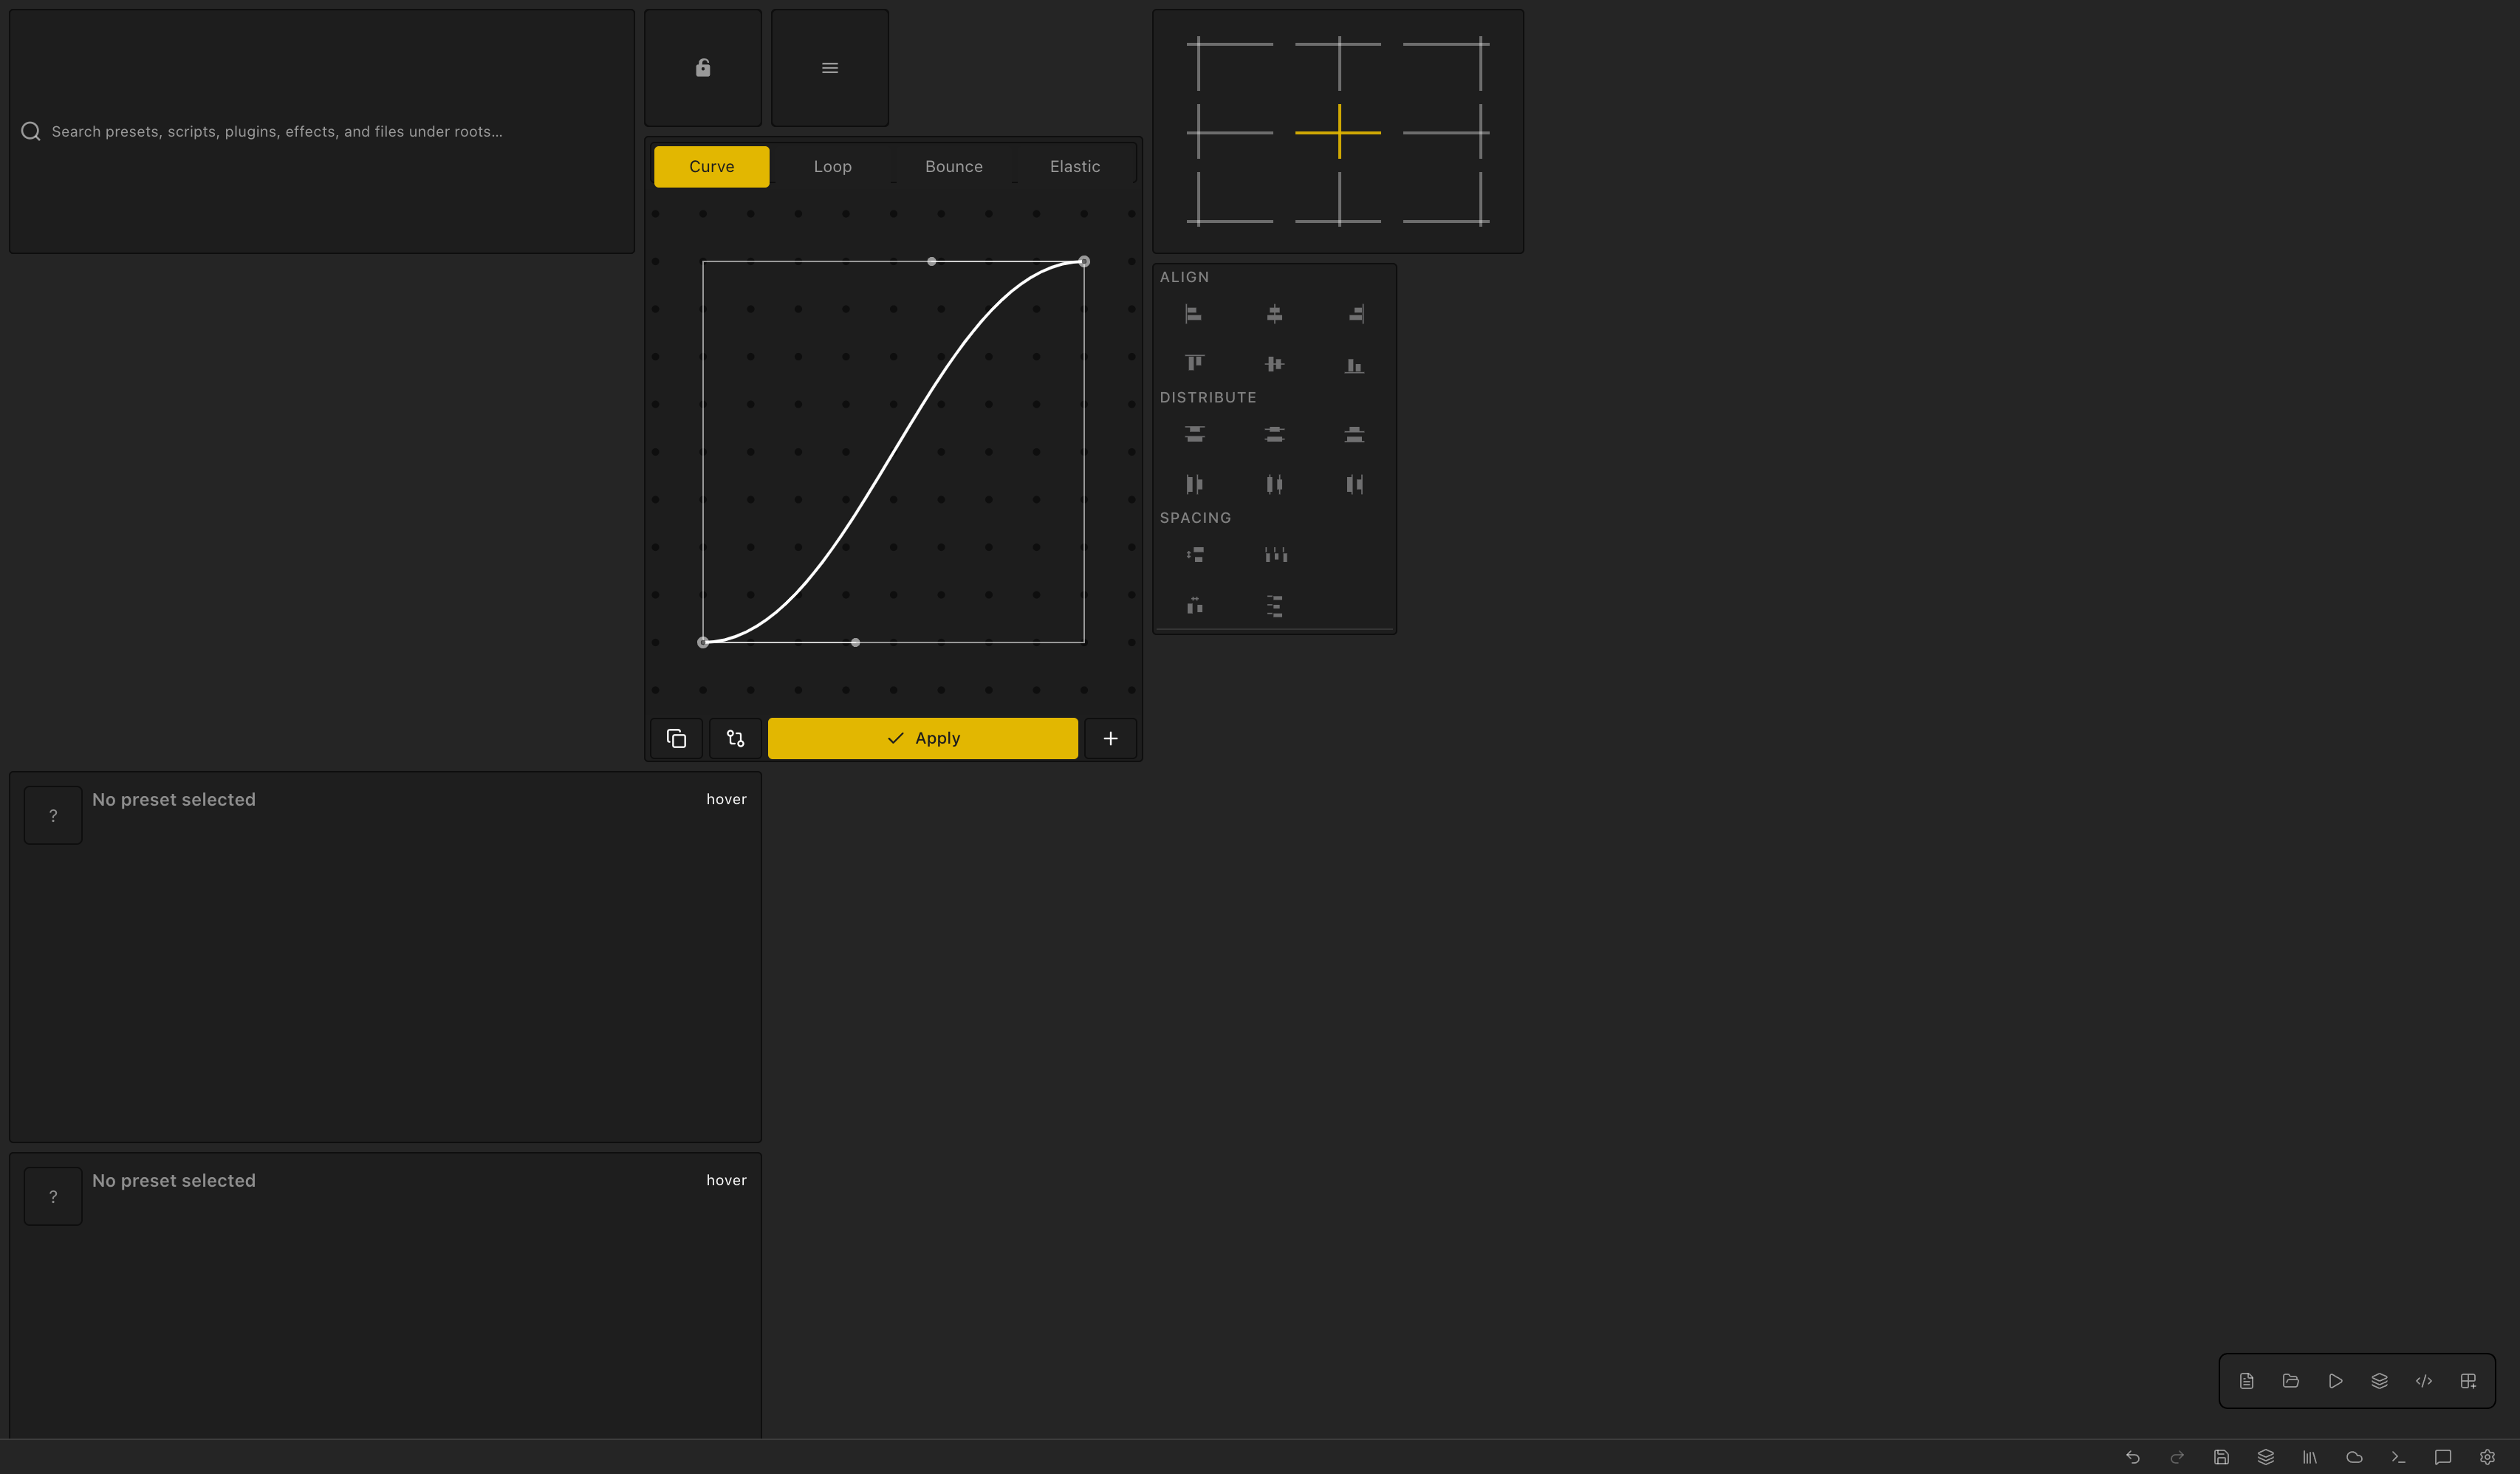 Search presets, scripts, plugins, effects, and files under roots...
Curve
Loop
Bounce
Elastic
ALIGN
DISTRIBUTE
SPACING
Apply
?
No preset selected
hover
?
No preset selected
hover